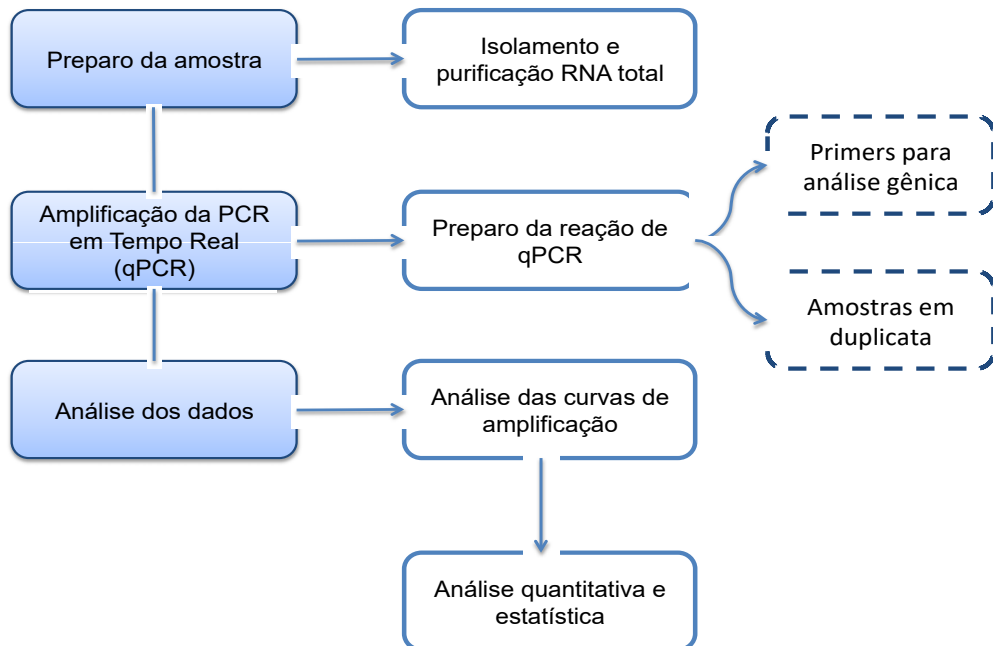 Preparo da amostra
Isolamento e
purificação RNA total
Primers para
análise gênica
Amplificação da PCR
em Tempo Real
(qPCR)
Preparo da reação de
qPCR
Amostras em
duplicata
Análise dos dados
Análise das curvas de
amplificação
Análise quantitativa e
estatística